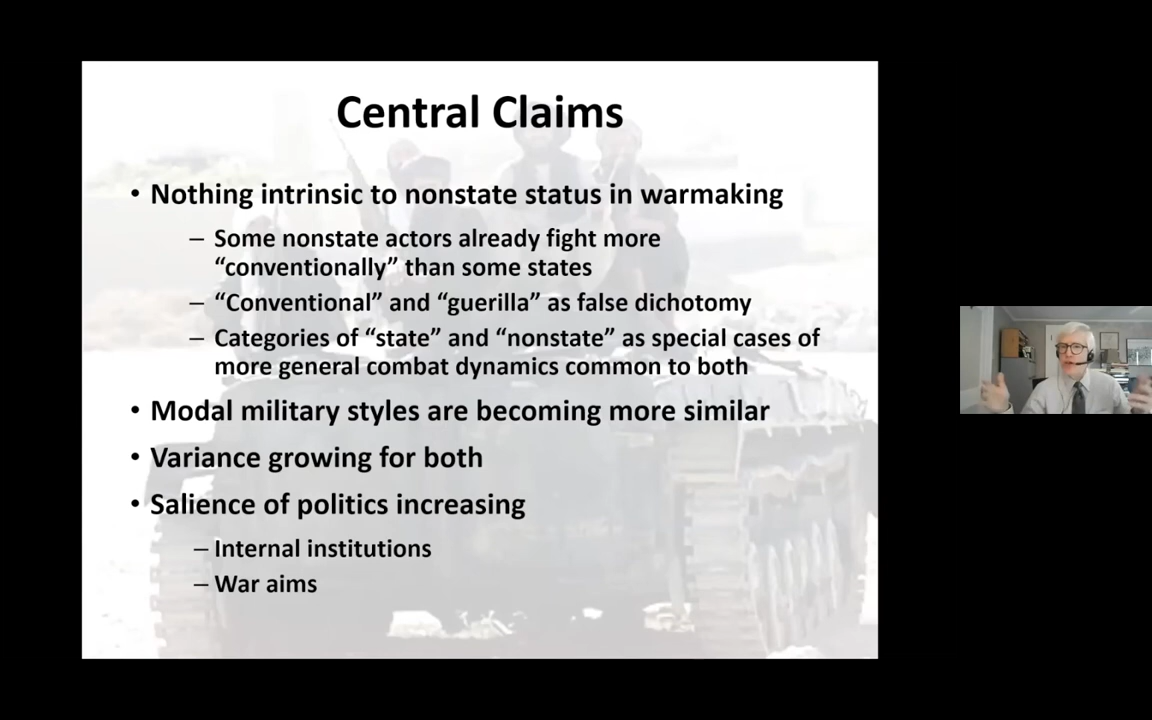 Central Claims
• Nothing intrinsic to nonstate status in warmaking
– Some nonstate actors already fight more
“conventionally” than some states
– “Conventional” and “guerilla” as false dichotomy
– Categories of “state” and “nonstate” as special cases of
more general combat dynamics common to both
• Modal military styles are becoming more similar
• Variance growing for both
• Salience of politics increasing
– Internal institutions
– War aims